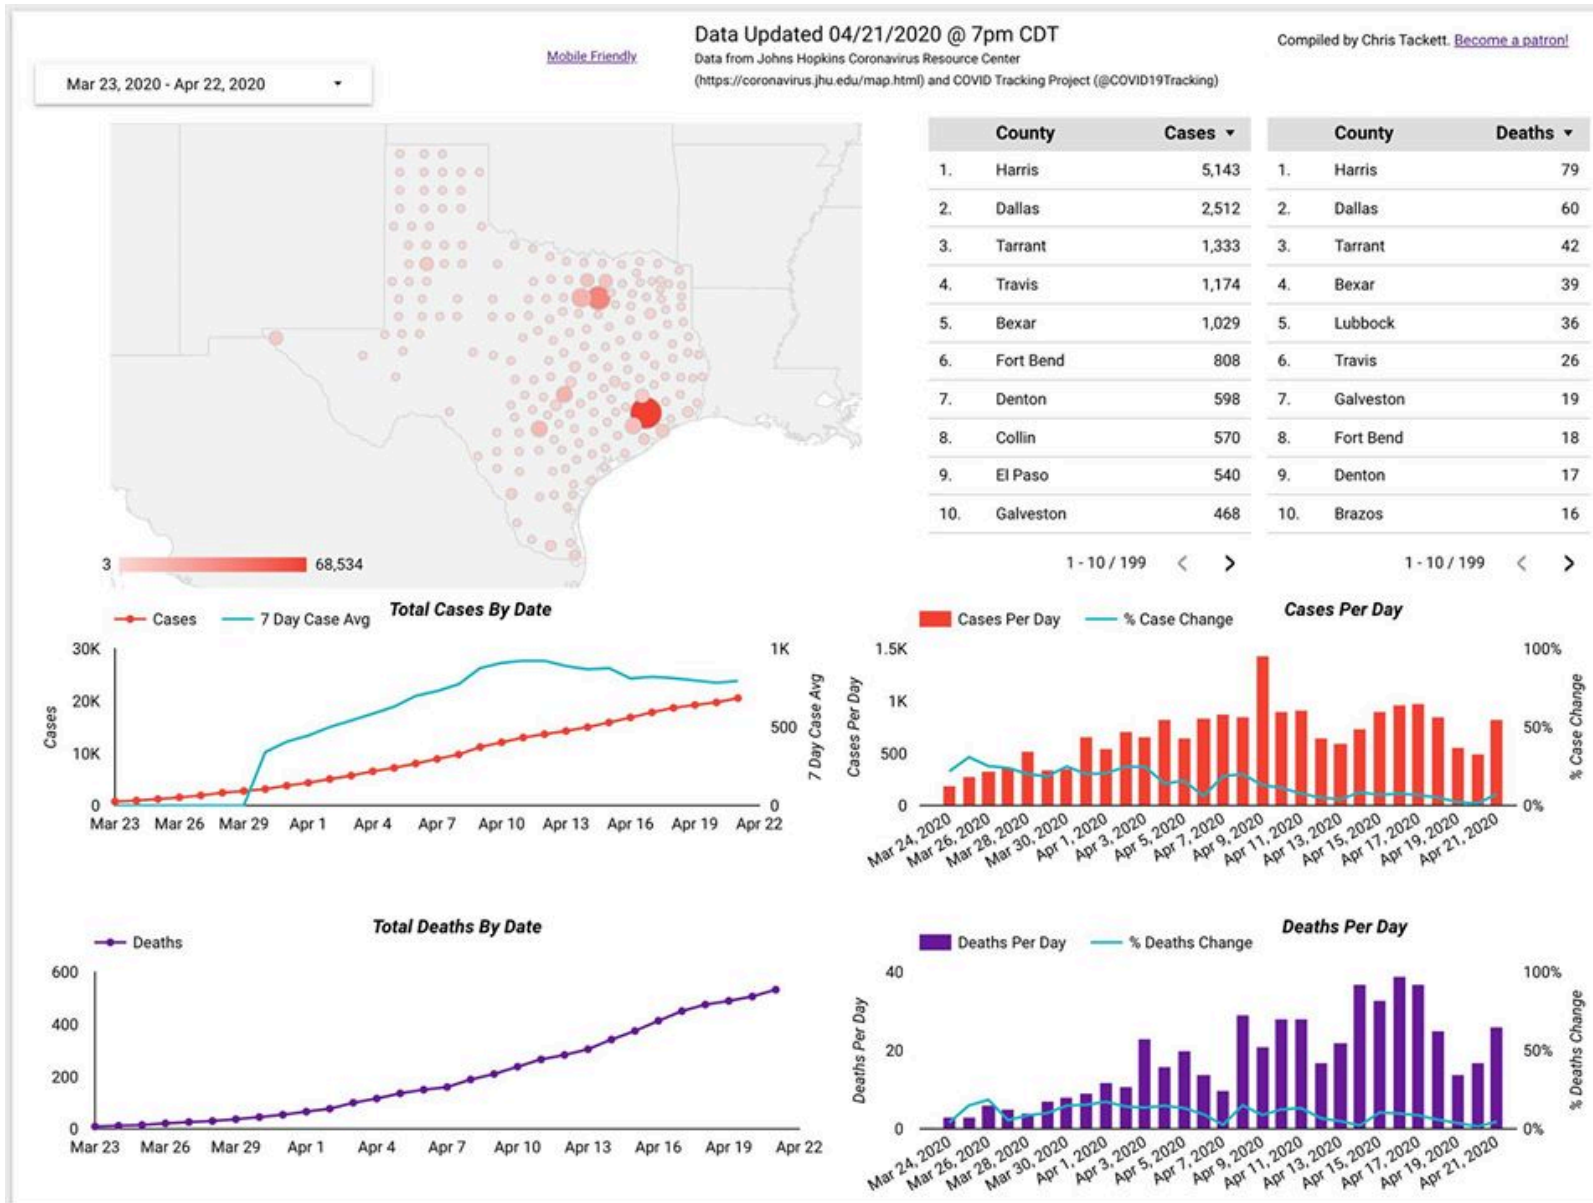 Mobile Friendly
Data Updated 04/21/2020 @ 7pm CDT
Data from Johns Hopkins Coronavirus Resource Center
(https://coronavirus.jhu.edu/map.html) and COVID Tracking Project (@COVID19Tracking)
Compiled by Chris Tackett. Become a patron!
Mar 23, 2020 - Apr 22, 2020
County Cases
1. Harris 5,143
2. Dallas 2,512
3. Tarrant 1,333
4. Travis 1,174
5. Bexar 1,029
6. Fort Bend 808
7. Denton 598
8. Collin 570
9. El Paso 540
10. Galveston 468
1 - 10 / 199
County Deaths
1. Harris 79
2. Dallas 60
3. Tarrant 42
4. Bexar 39
5. Lubbock 36
6. Travis 26
7. Galveston 19
8. Fort Bend 18
9. Denton 17
10. Brazos 16
1 - 10 / 199
3 68,534
Total Cases By Date
Cases 7 Day Case Avg
30K
20K
10K
0
Cases
1K
500
0
7 Day Case Avg
Mar 23 Mar 26 Mar 29 Apr 1 Apr 4 Apr 7 Apr 10 Apr 13 Apr 16 Apr 19 Apr 22
Cases Per Day
Cases Per Day % Case Change
1.5K
1K
500
0
Cases Per Day
100%
50%
0%
% Case Change
Mar 24, 2020
Mar 26, 2020
Mar 28, 2020
Mar 30, 2020
Apr 1, 2020
Apr 3, 2020
Apr 5, 2020
Apr 7, 2020
Apr 9, 2020
Apr 11, 2020
Apr 13, 2020
Apr 15, 2020
Apr 17, 2020
Apr 19, 2020
Apr 21, 2020
Total Deaths By Date
Deaths
600
400
200
0
Mar 23 Mar 26 Mar 29 Apr 1 Apr 4 Apr 7 Apr 10 Apr 13 Apr 16 Apr 19 Apr 22
Deaths Per Day
Deaths Per Day % Deaths Change
40
20
0
Deaths Per Day
100%
50%
0%
% Deaths Change
Mar 24, 2020
Mar 26, 2020
Mar 28, 2020
Mar 30, 2020
Apr 1, 2020
Apr 3, 2020
Apr 5, 2020
Apr 7, 2020
Apr 9, 2020
Apr 11, 2020
Apr 13, 2020
Apr 15, 2020
Apr 17, 2020
Apr 19, 2020
Apr 21, 2020